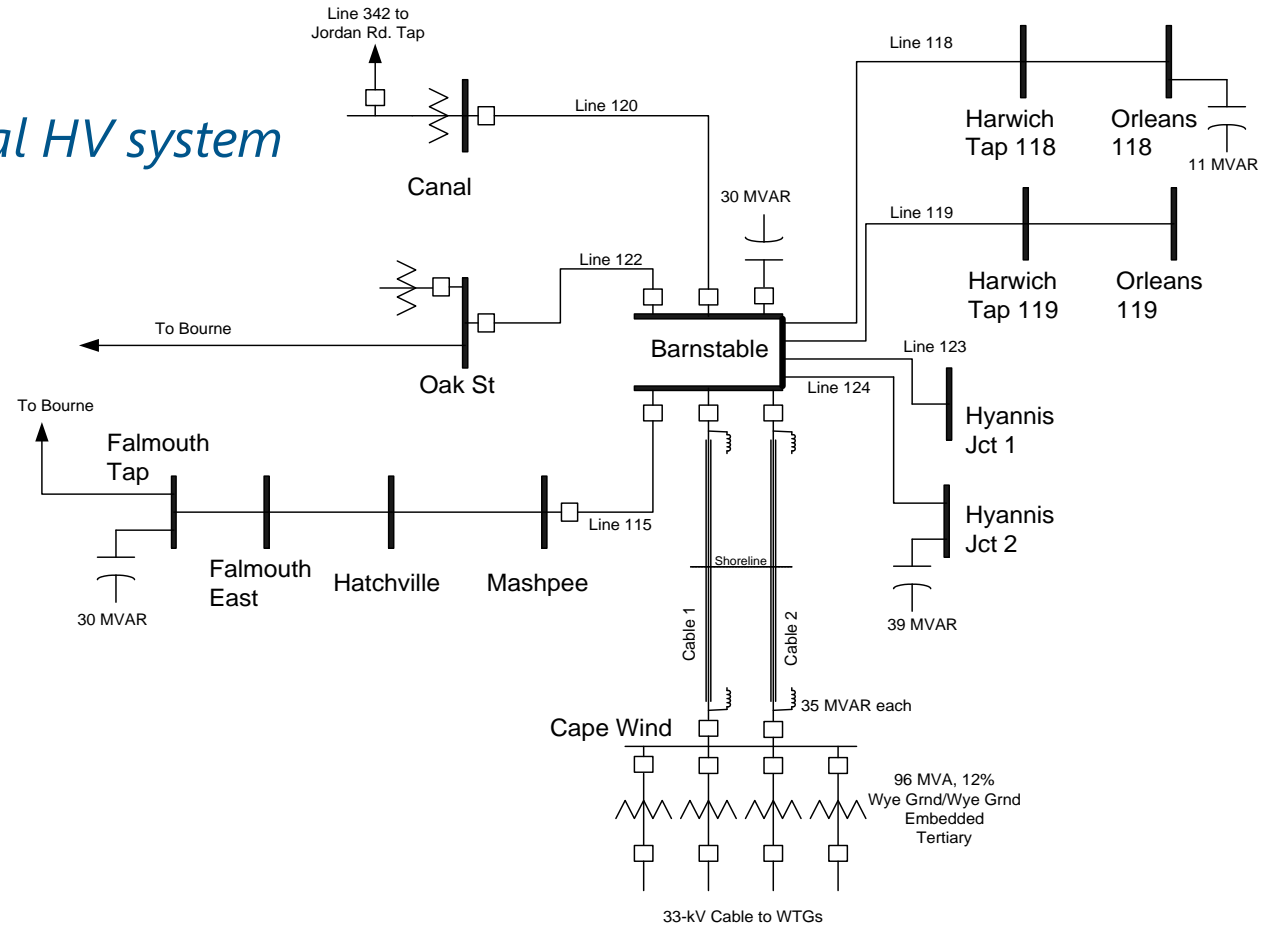 Line 342 to
Jordan Rd. Tap
al HV system
Line 120
Canal
30 MVAR
Line 118
Harwich
Tap 118
Orleans
118
11 MVAR
Line 119
Harwich
Tap 119
Orleans
119
Line 122
To Bourne
Oak St
Barnstable
Line 123
Line 124
Hyannis
Jct 1
Hyannis
Jct 2
39 MVAR
To Bourne
Falmouth
Tap
30 MVAR
Falmouth
East
Hatchville
Mashpee
Line 115
Shoreline
Cable 1
Cable 2
35 MVAR each
Cape Wind
96 MVA, 12%
Wye Grnd/Wye Grnd
Embedded
Tertiary
33-kV Cable to WTGs